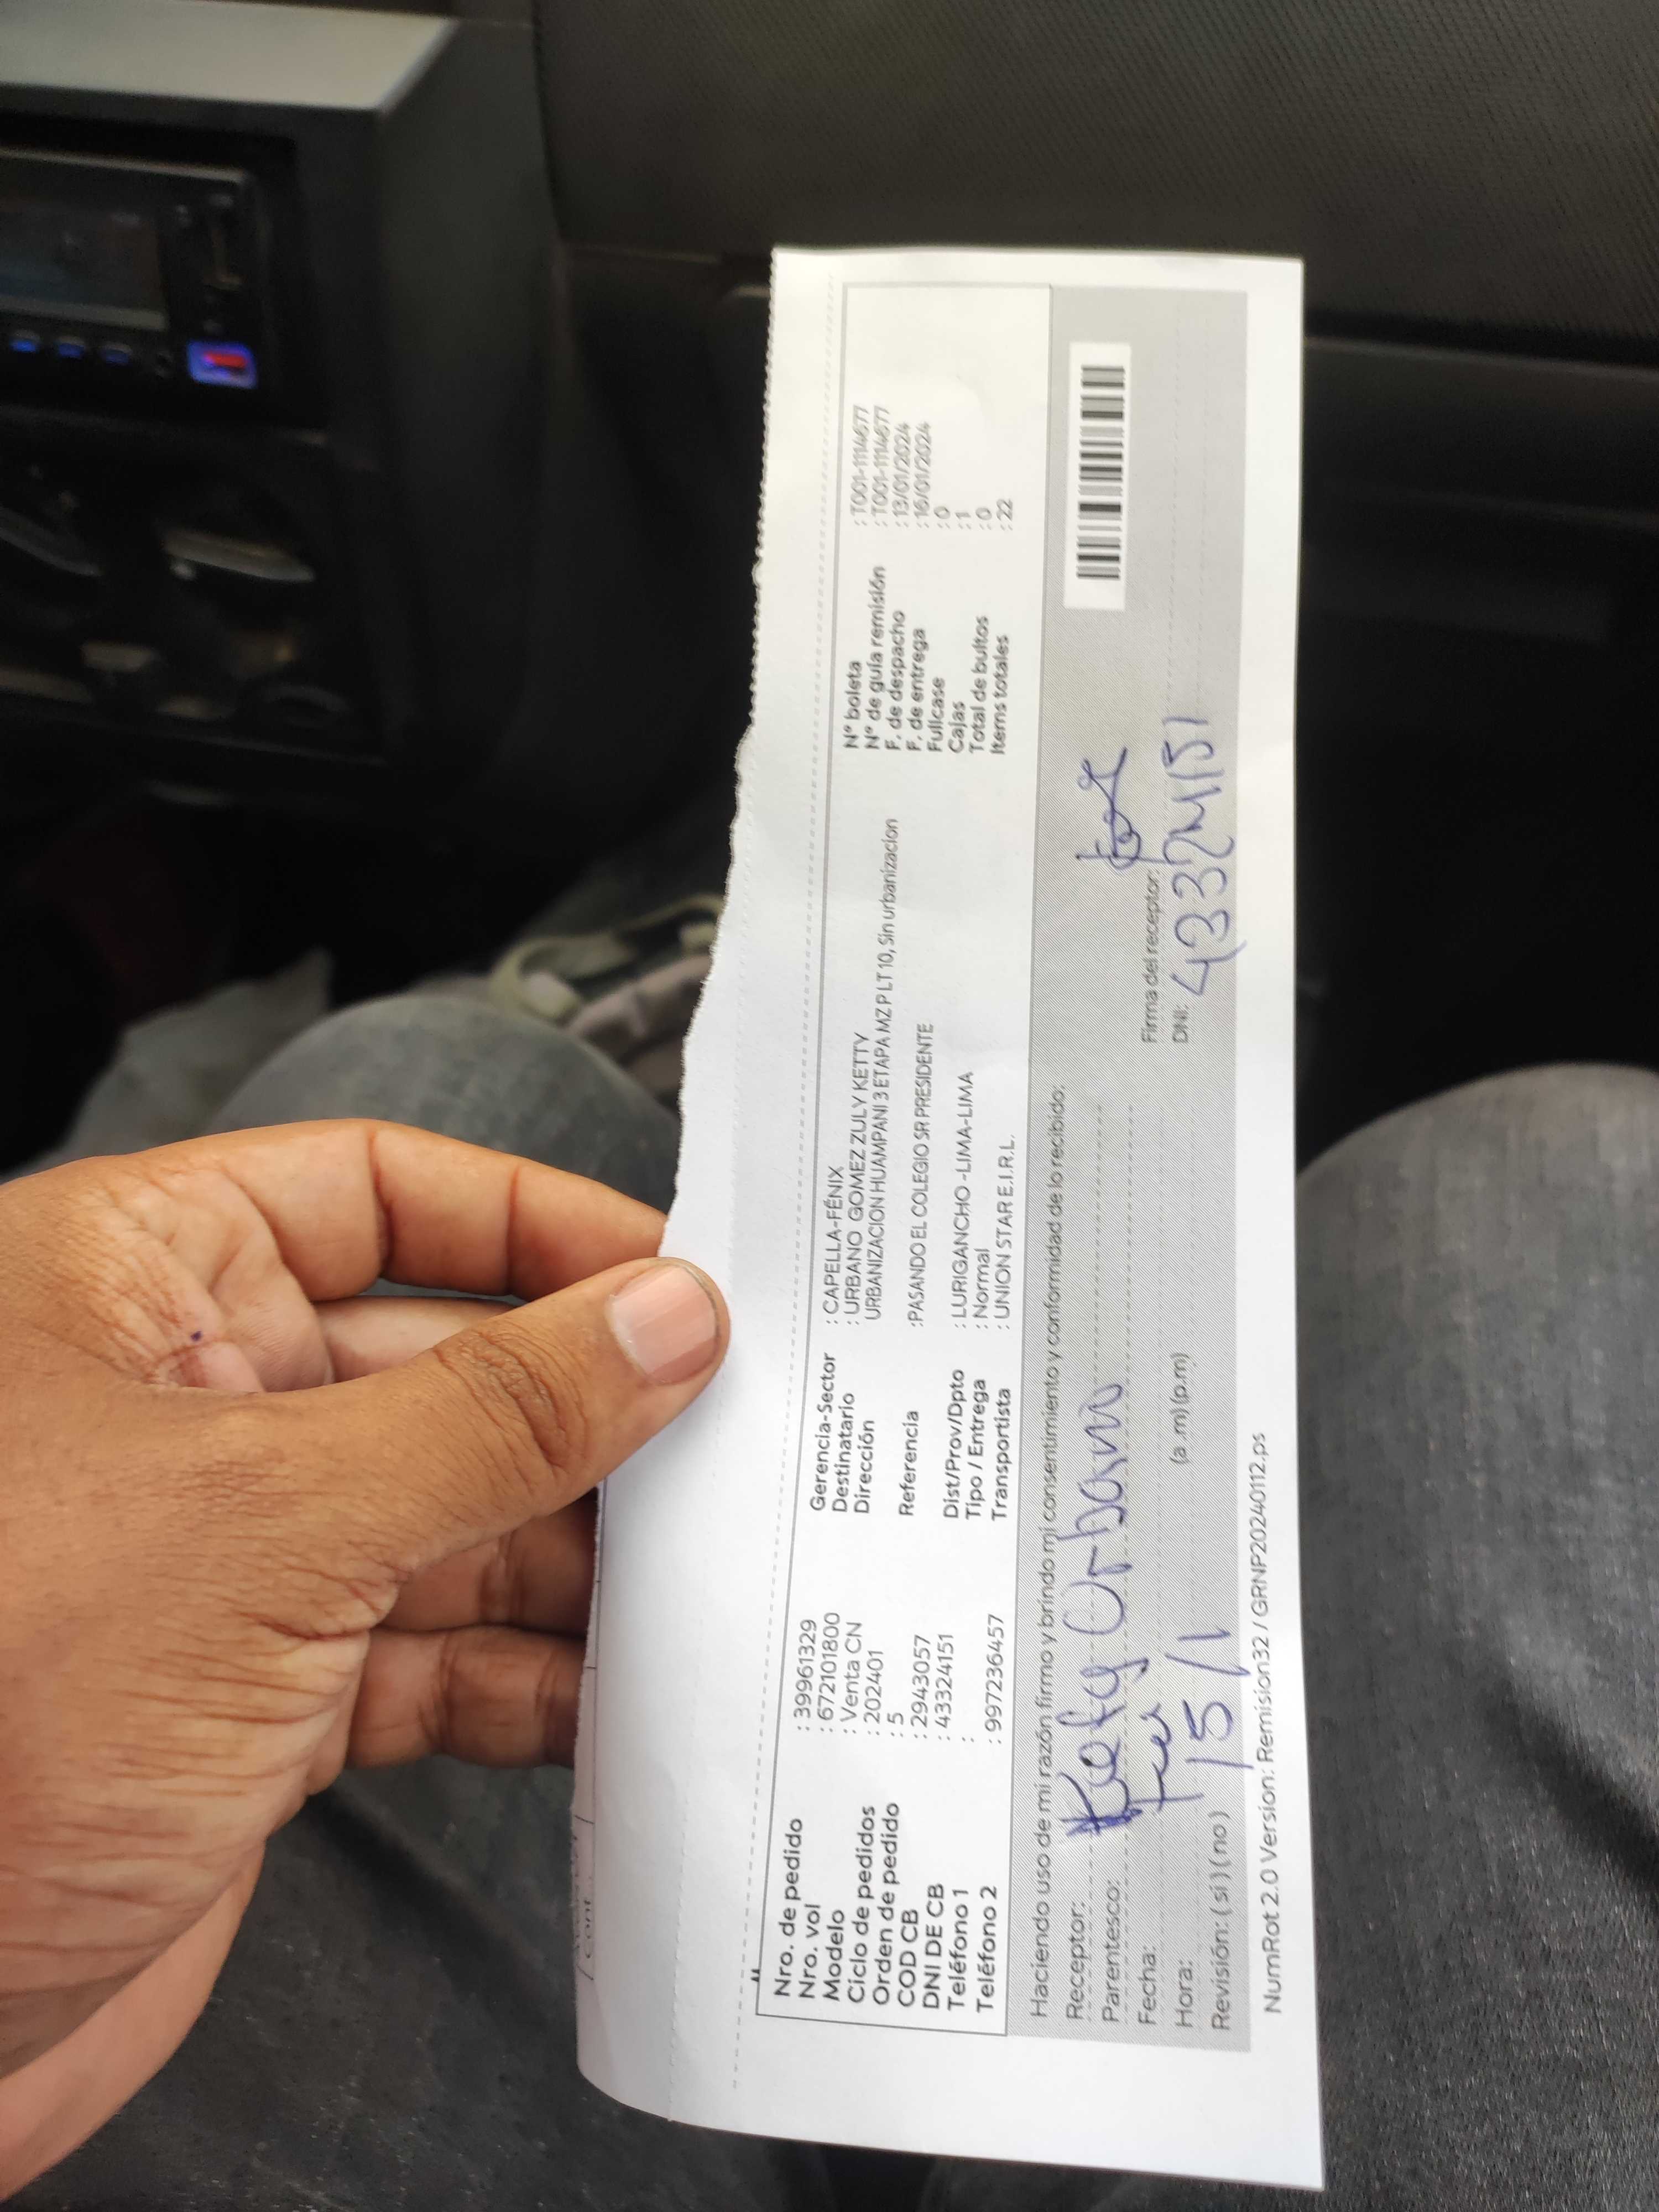 Nro. de pedido : 39961329
Nro. vol : 672101800
Modelo : Venta CN
Ciclo de pedidos : 202401
Orden de pedido : 5
COD CB : 2943057
DNI DE CB : 43324151
Teléfono 1 :
Teléfono 2 : 997236457
Gerencia-Sector : CAPELLA-FÉNIX
Destinatario : URBANO GOMEZ ZULY KETTY
Dirección URBANIZACION HUAMPANI 3 ETAPA MZ P LT 10, Sin urbanizacion
Referencia :PASANDO EL COLEGIO SR PRESIDENTE
Dist/Prov/Dpto : LURIGANCHO -LIMA-LIMA
Tipo / Entrega : Normal
Transportista : UNION STAR E.I.R.L.
N° boleta : T001-1114677
N° de guía remisión : T001-1114677
F. de despacho : 13/01/2024
F. de entrega : 16/01/2024
Fullcase : 0
Cajas : 1
Total de bultos : 0
Items totales : 22
Haciendo uso de mi razón firmo y brindo mi consentimiento y conformidad de lo recibido:
Receptor: Urbano
Parentesco:
Fecha: 15/1
Hora: (a .m) (p.m)
Revisión: ( si ) ( no )
Firma del receptor:
DNI: 43324151
NumRot 2.0 Version: Remision32 / GRNP20240112.ps